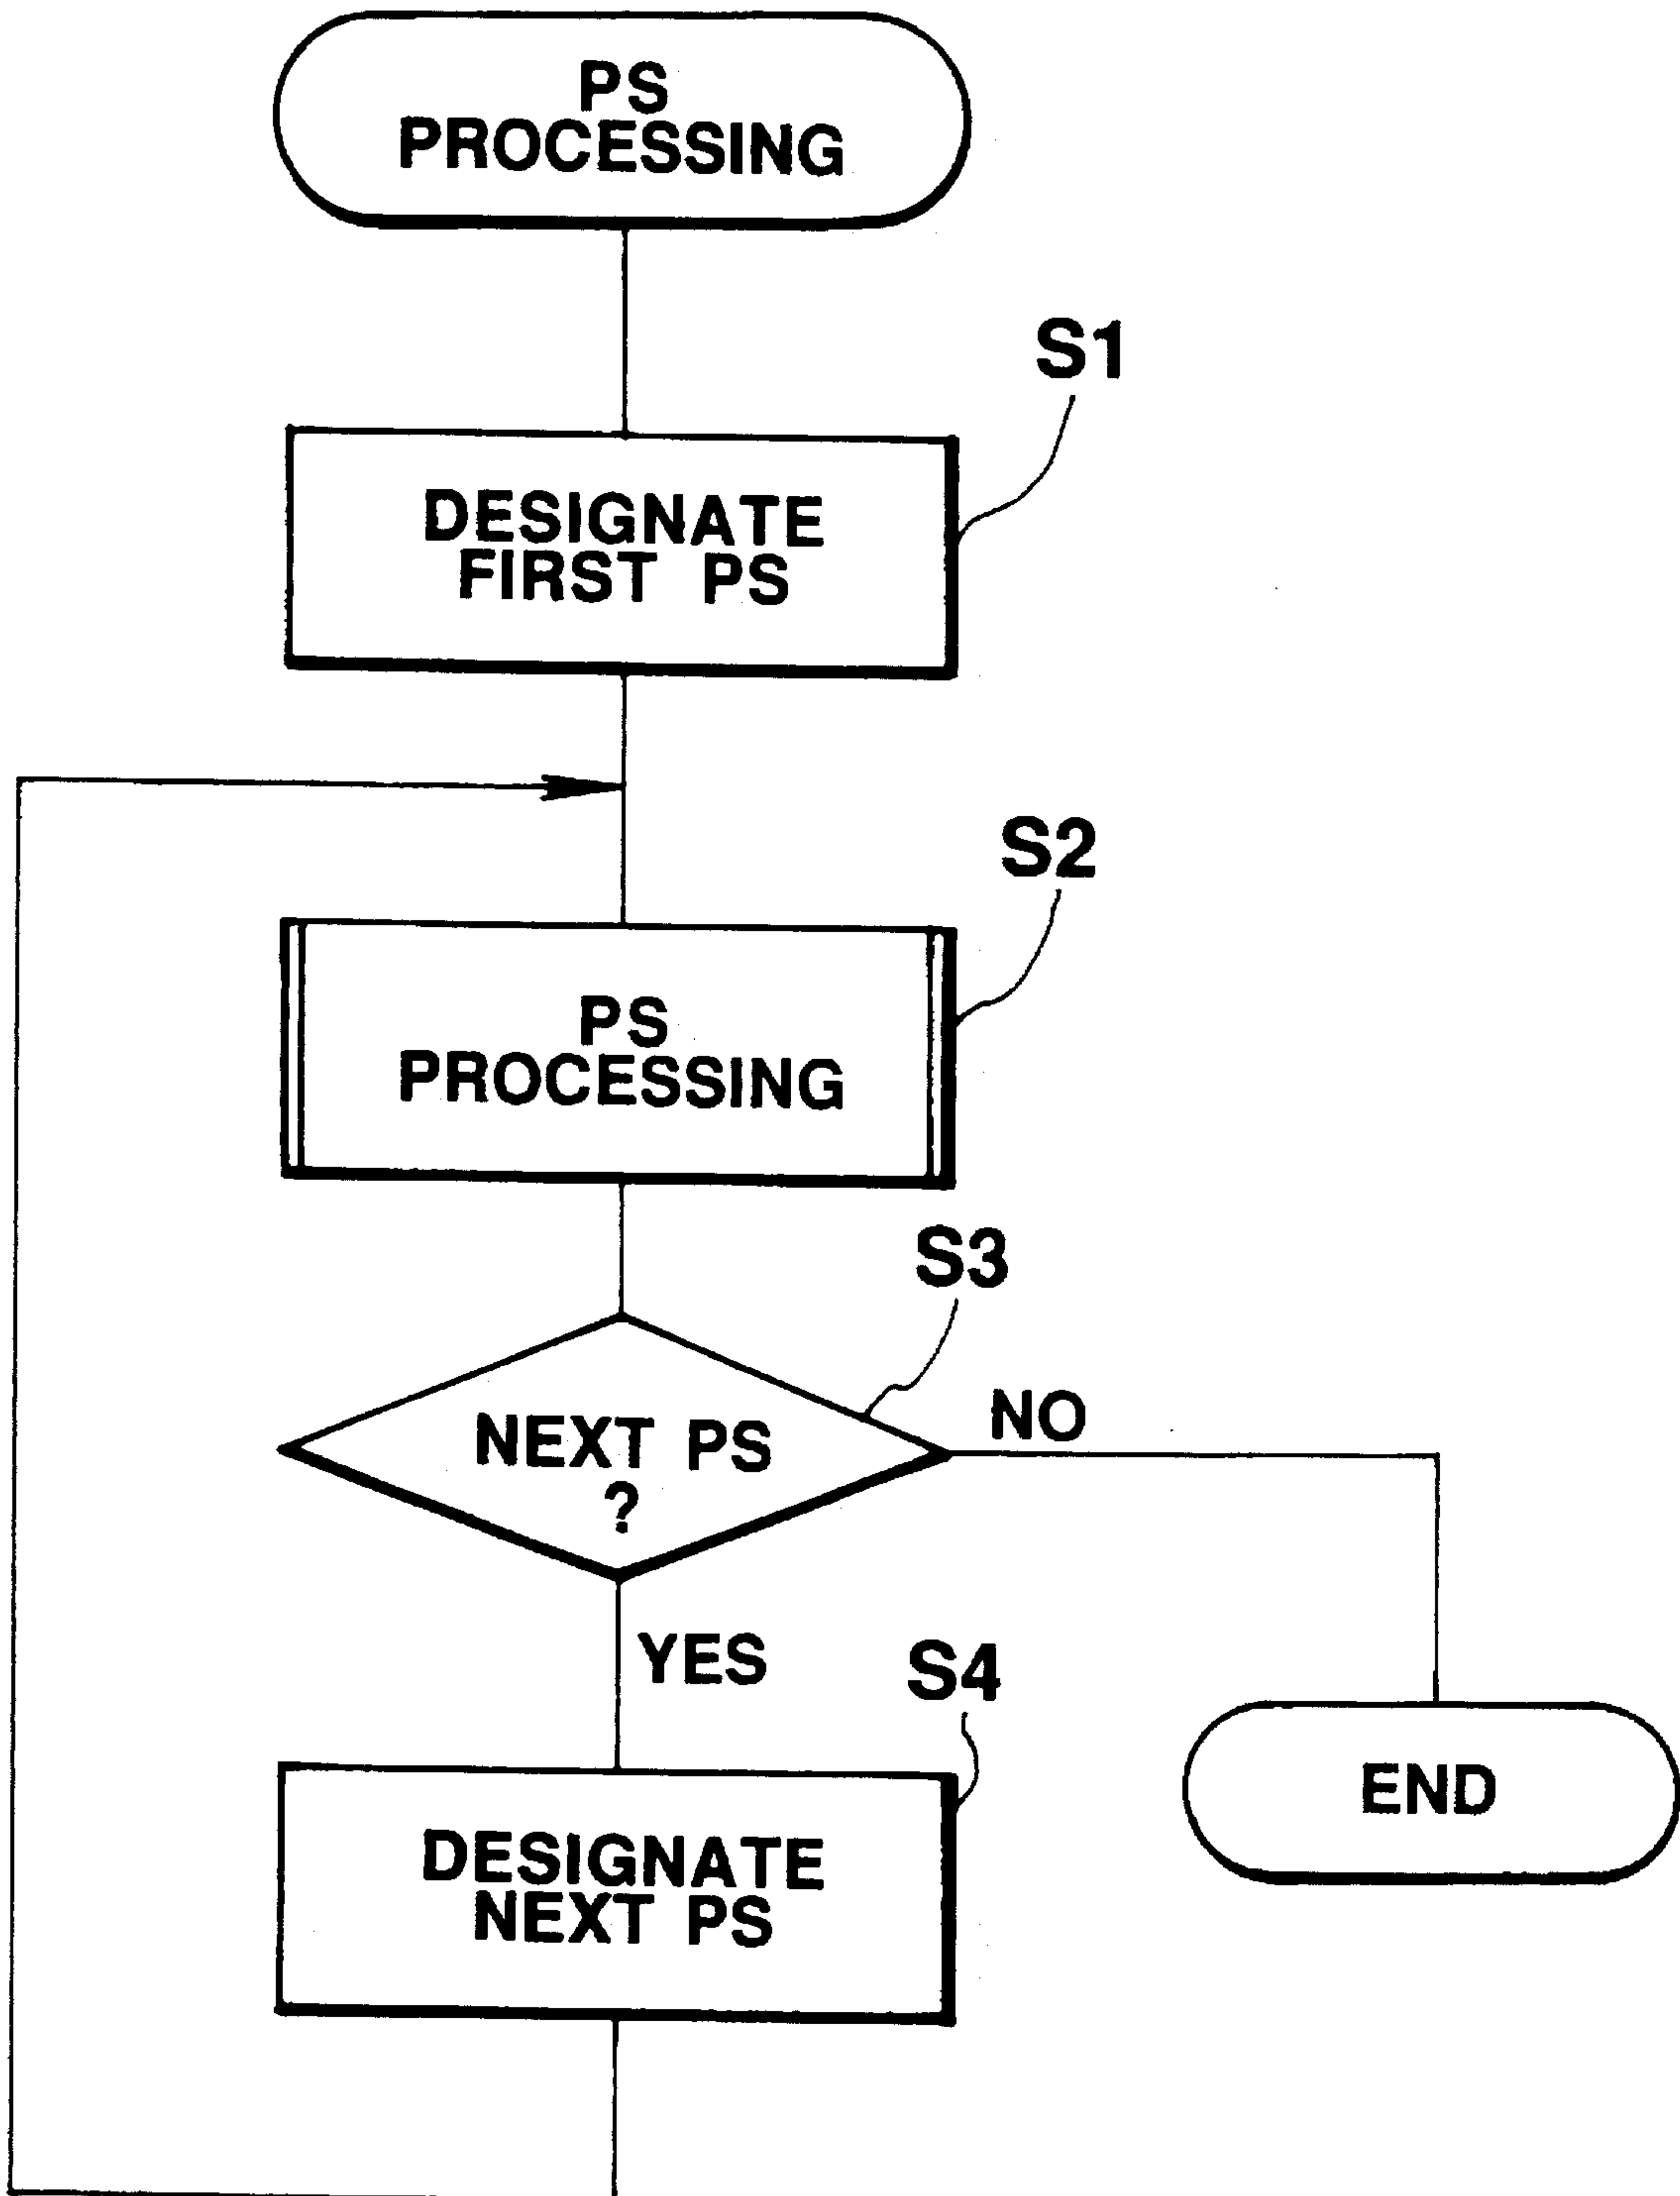 PS
PROCESSING
S1
DESIGNATE
FIRST PS
S2
PS
PROCESSING
S3
NEXT PS
?
NO
YES
S4
DESIGNATE
NEXT PS
END